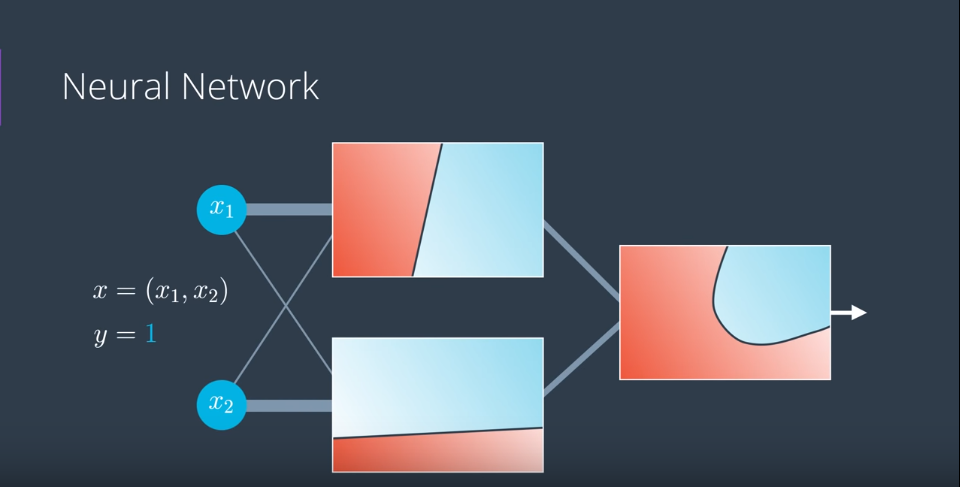 Neural Network
x₁
x = (x₁, x₂)
y = 1
x₂